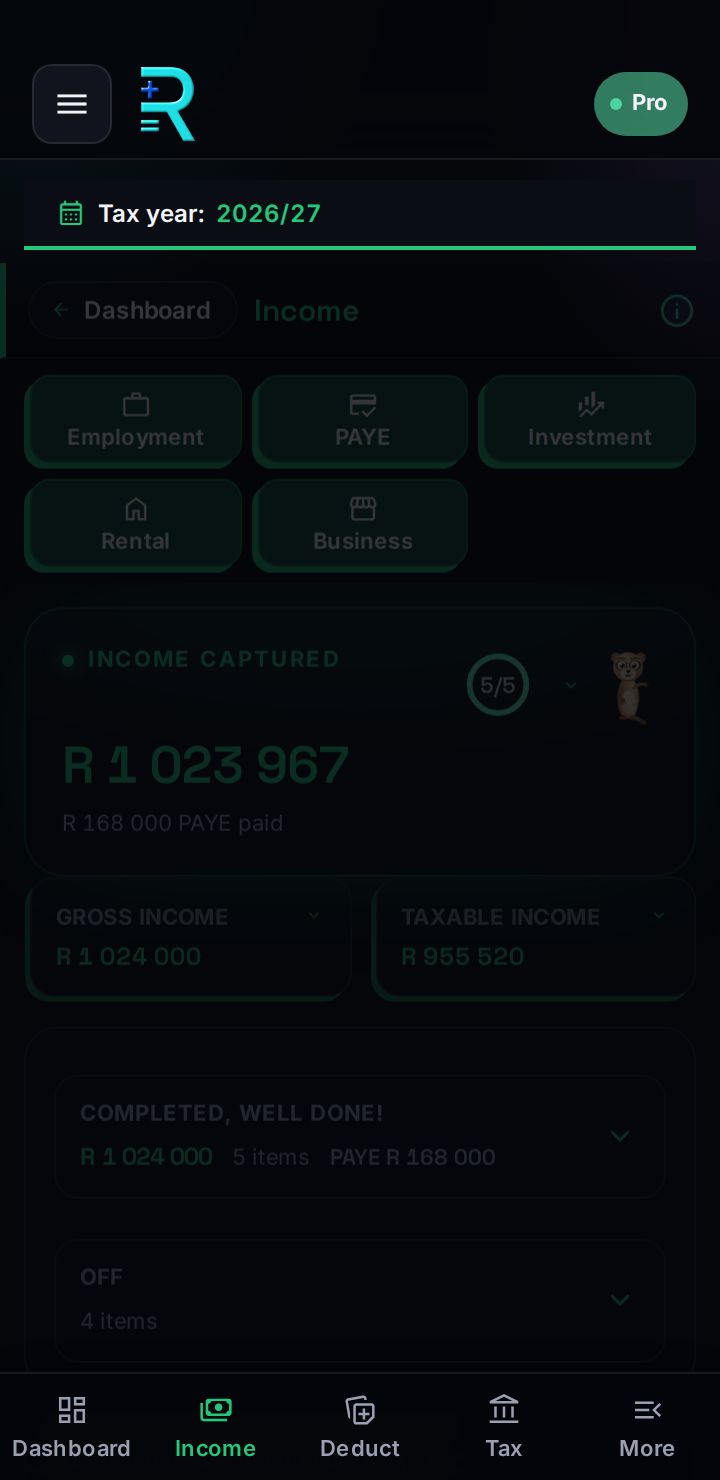 Pro
Tax year: 2026/27
Dashboard Income
Employment PAYE Investment
Rental Business
INCOME CAPTURED
5/5
R 1 023 967
R 168 000 PAYE paid
GROSS INCOME TAXABLE INCOME
R 1 024 000 R 955 520
COMPLETED, WELL DONE!
R 1 024 000 5 items PAYE R 168 000
OFF
4 items
Dashboard Income Deduct Tax More